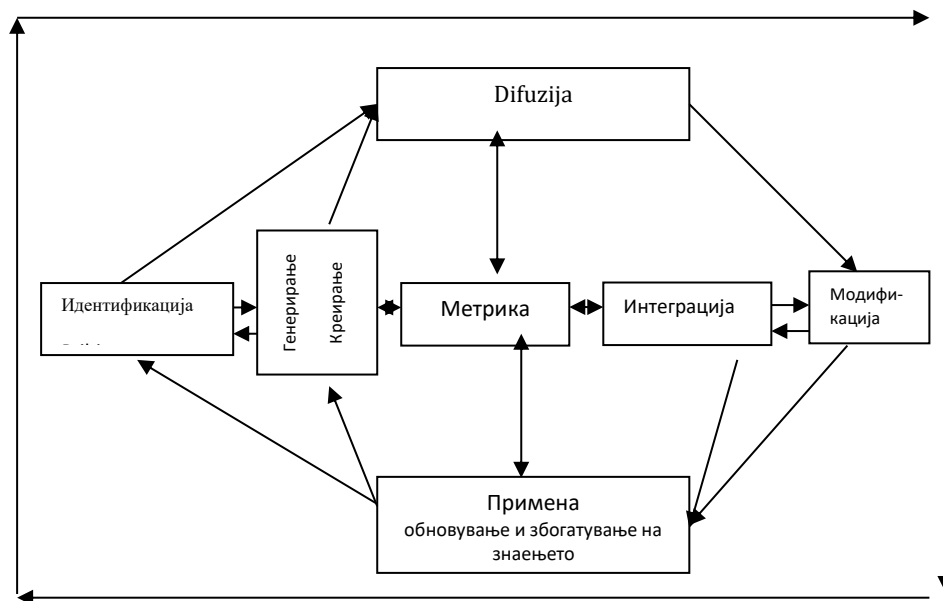 Difuzija
Генерирање
Креирање
Идентификација
Метрика
Интеграција
Модифи-
кација
Примена
обновување и збогатување на
знаењето